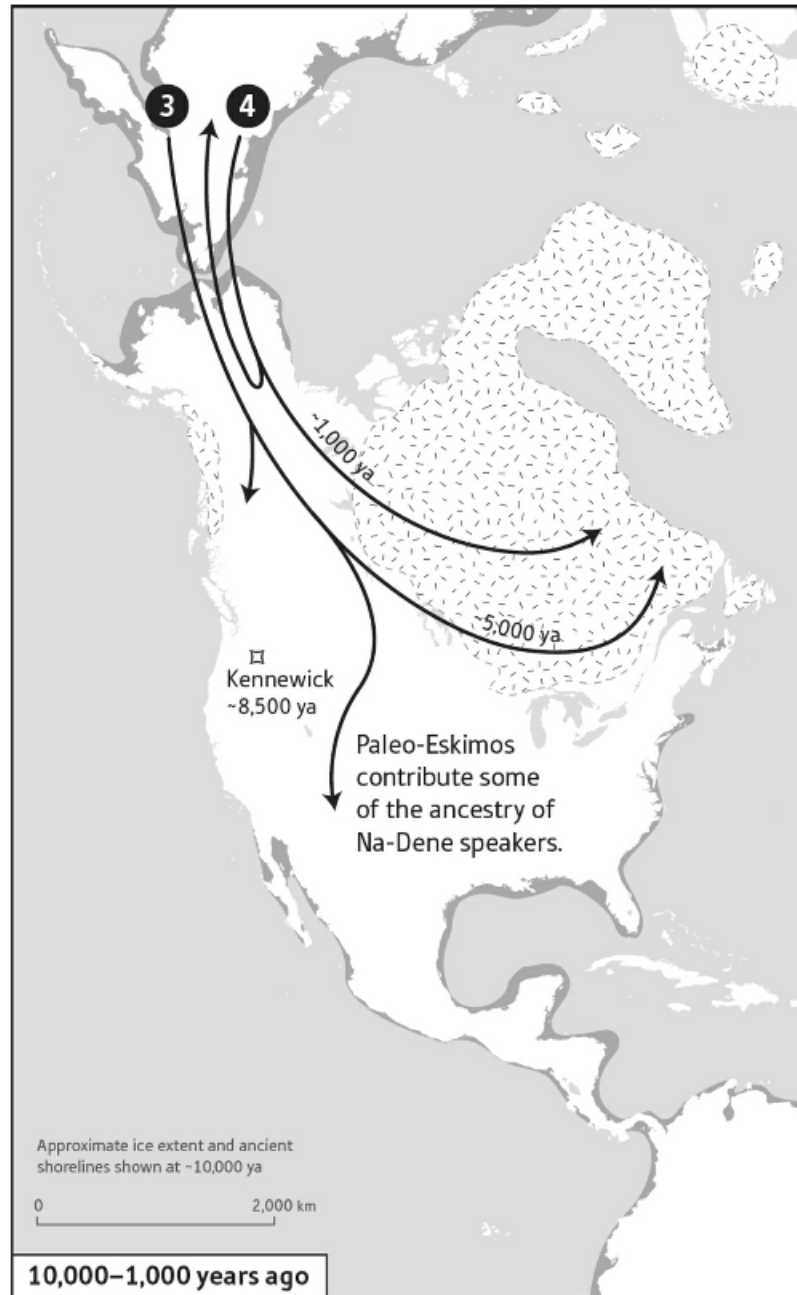 3
4
~1,000 ya
~5,000 ya
Kennewick
~8,500 ya
Paleo-Eskimos
contribute some
of the ancestry of
Na-Dene speakers.
Approximate ice extent and ancient
shorelines shown at ~10,000 ya
0 2,000 km
10,000–1,000 years ago